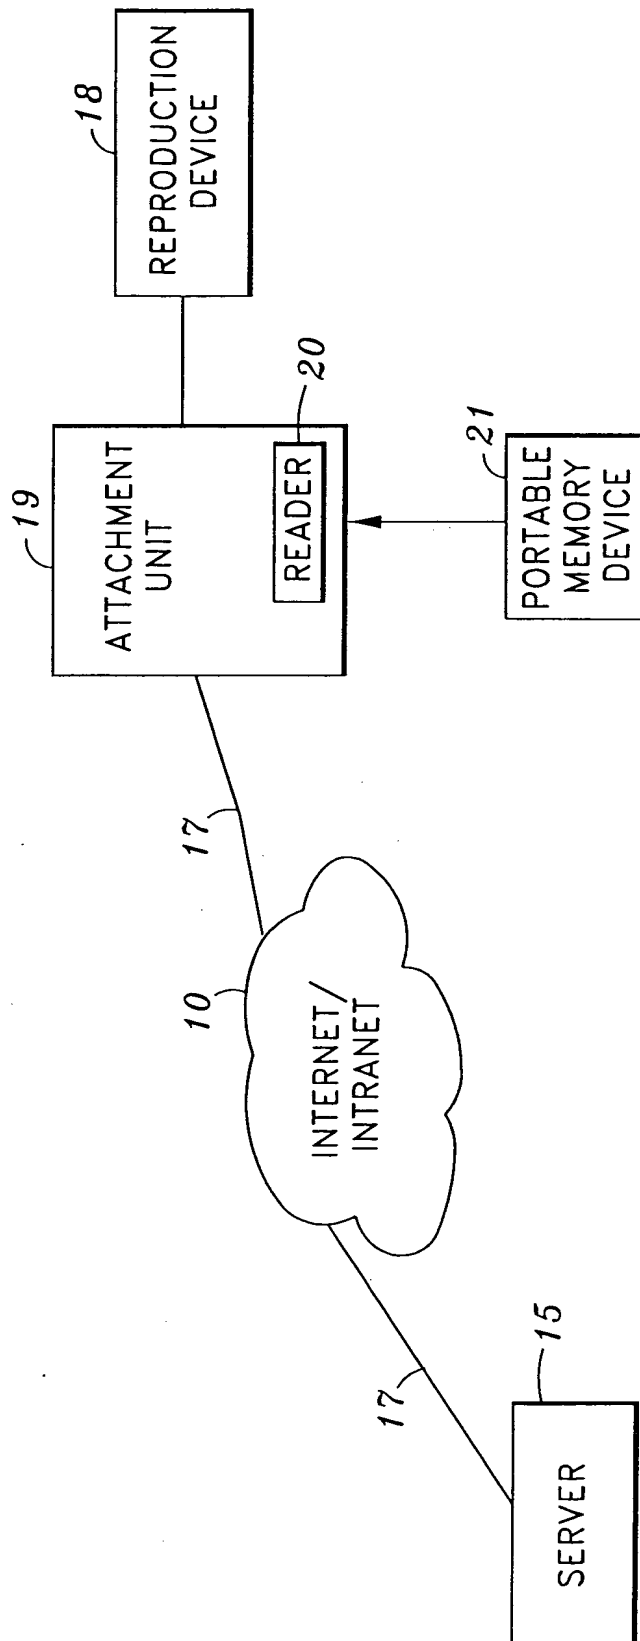 18
REPRODUCTION
DEVICE
19
ATTACHMENT
UNIT
20
READER
21
PORTABLE
MEMORY
DEVICE
17
10
INTERNET/
INTRANET
17
15
SERVER